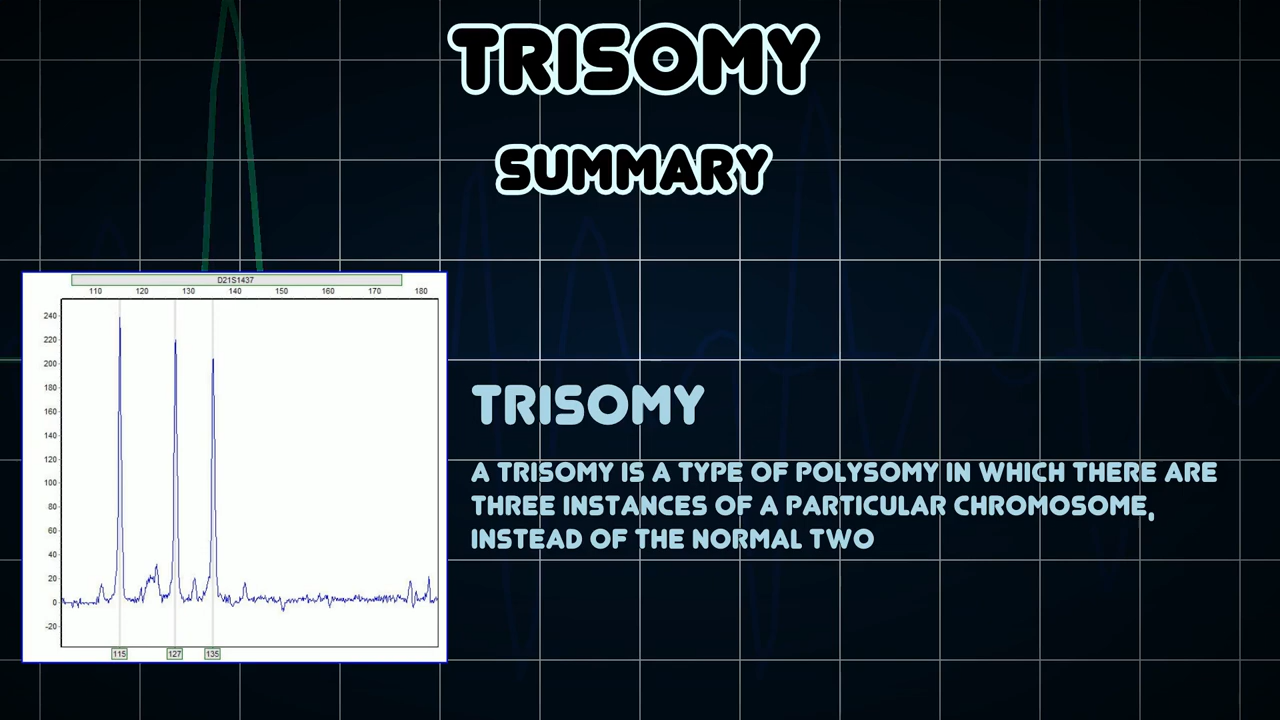 TRISOMY
SUMMARY
D21S1437
110 120 130 140 150 160 170 180
240
220
200
180
160
140
120
100
80
60
40
20
0
-20
115 127 135
TRISOMY
A TRISOMY IS A TYPE OF POLYSOMY IN WHICH THERE ARE
THREE INSTANCES OF A PARTICULAR CHROMOSOME,
INSTEAD OF THE NORMAL TWO